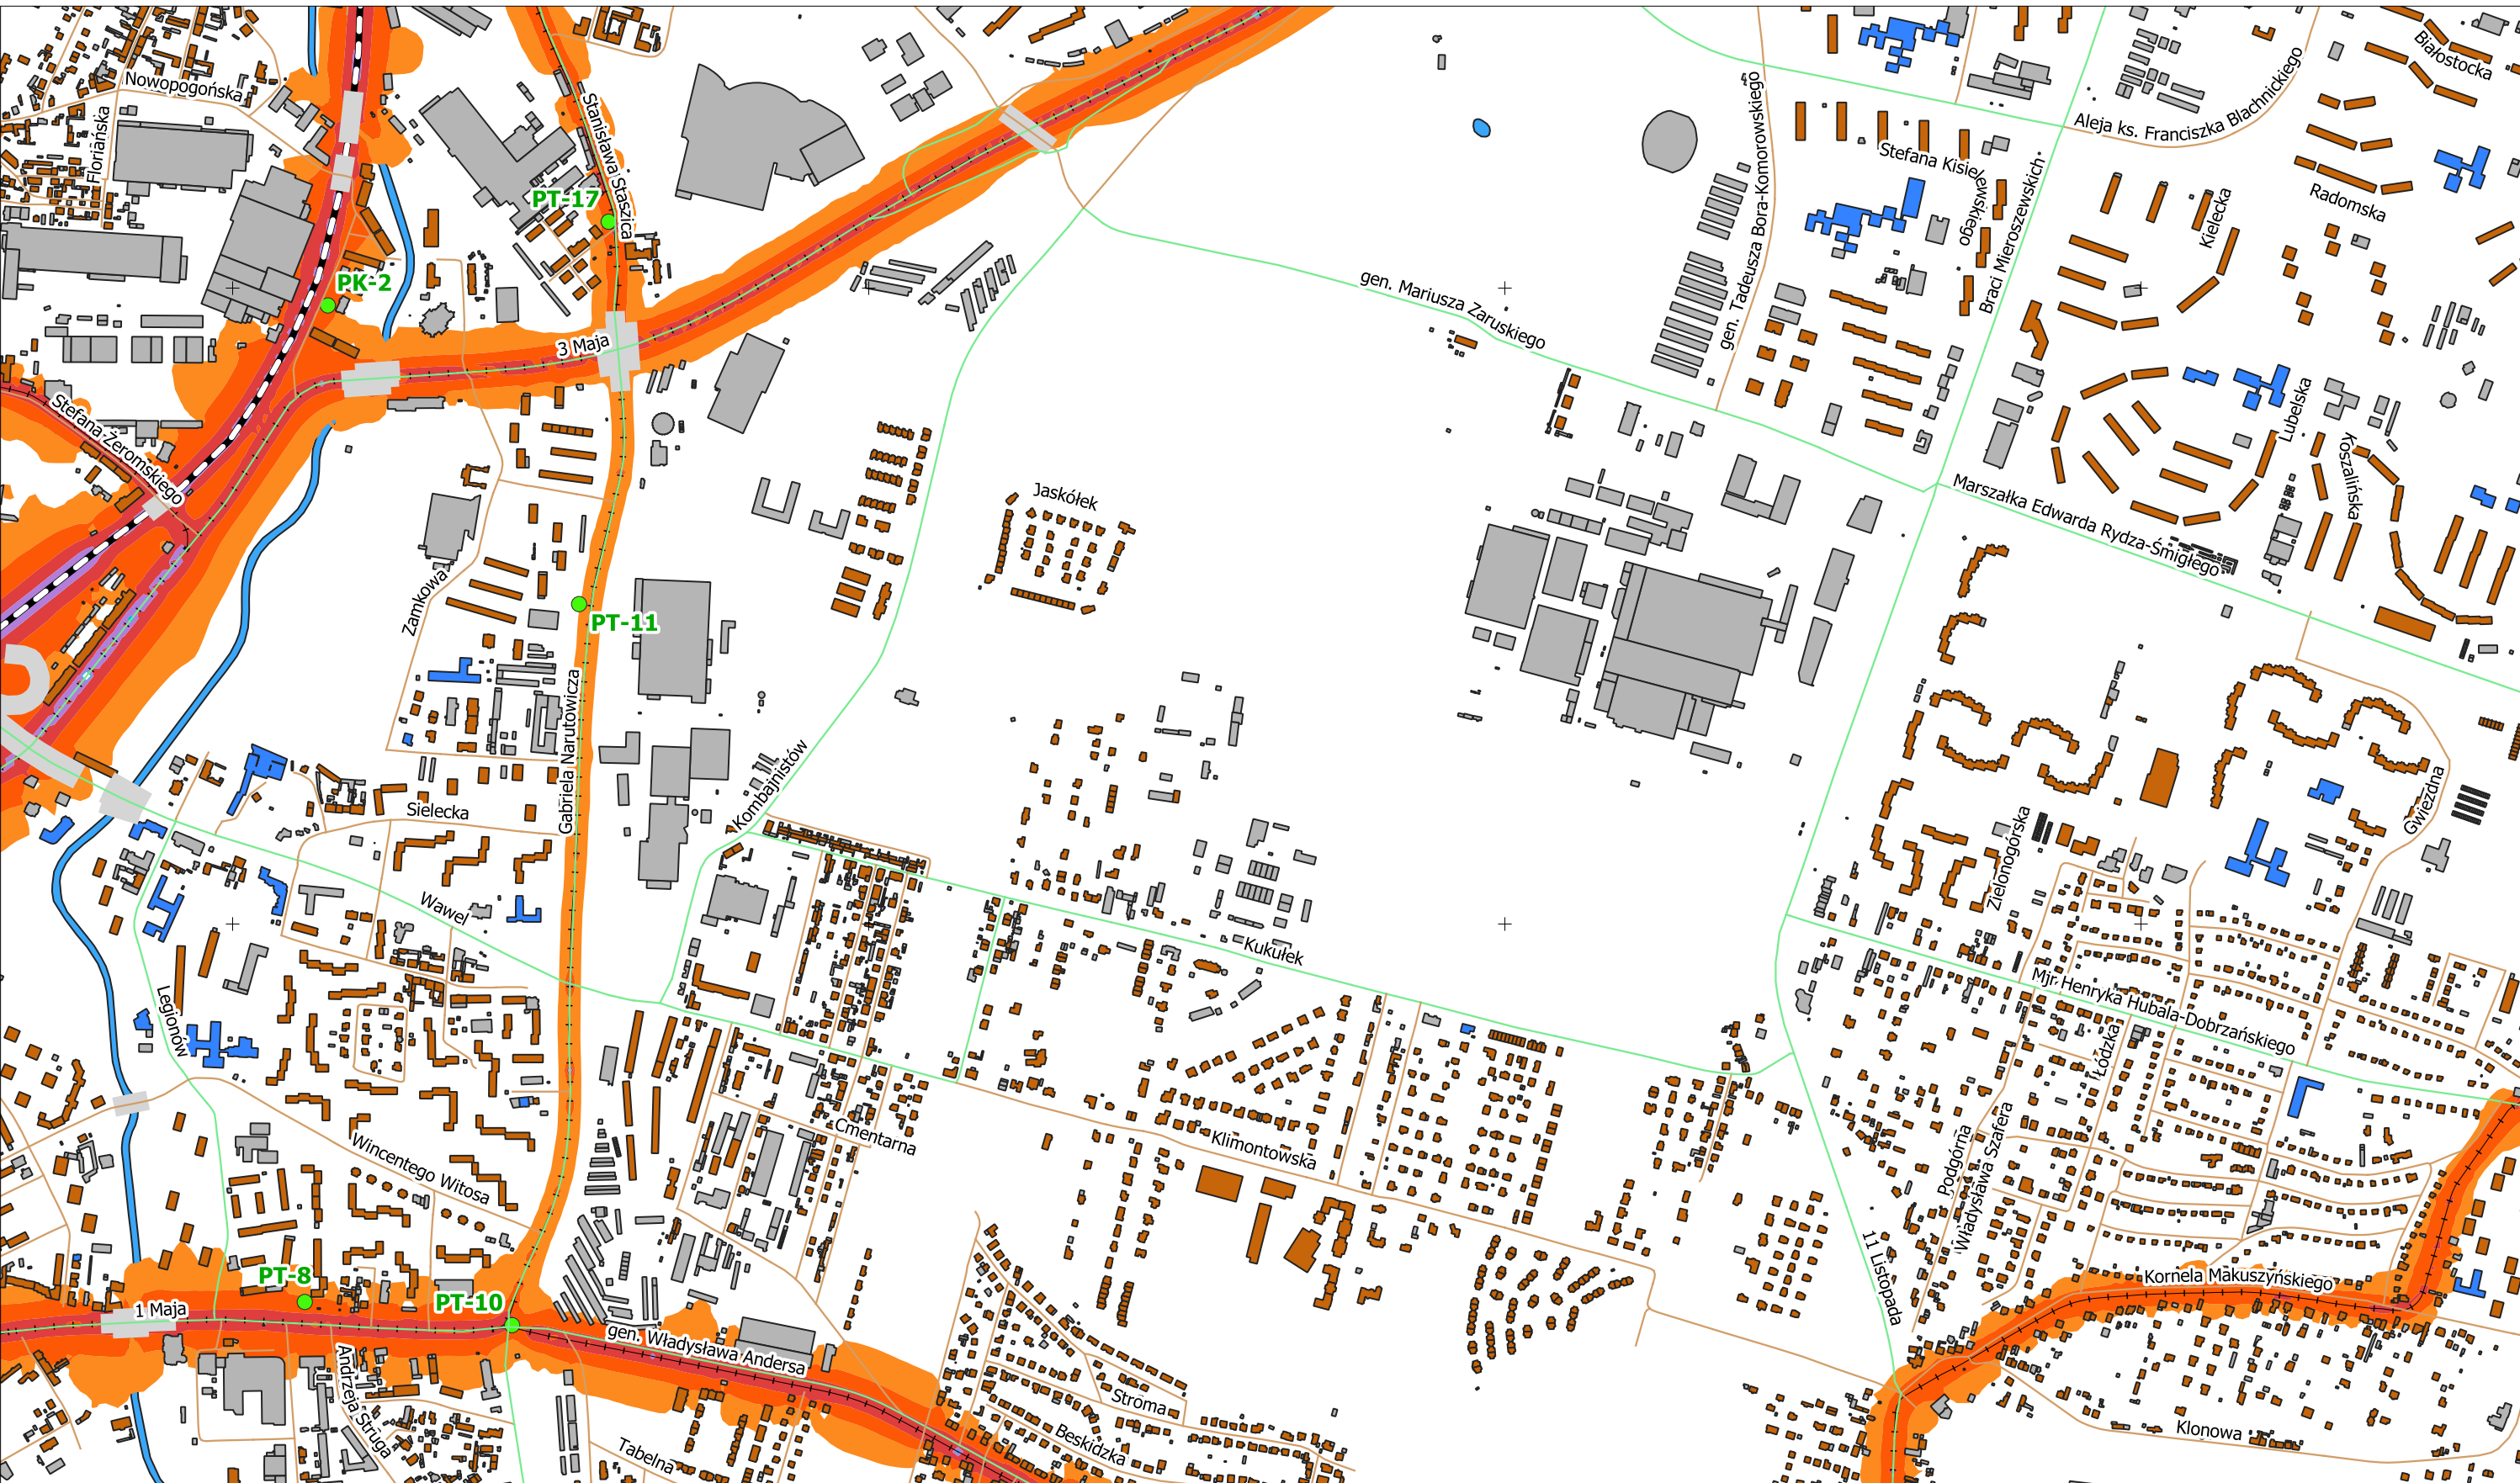 Białostocka
Nowopogońska
Floriańska
Stanisława Staszica
gen. Tadeusza Bora-Komorowskiego
Aleja ks. Franciszka Blachnickiego
Stefana Kisielewskiego
Braci Mieroszewskich
Kielecka
Radomska
PT-17
PK-2
gen. Mariusza Zaruskiego
3 Maja
Stefana Żeromskiego
Lubelska
Koszalińska
Jaskółek
Marszałka Edwarda Rydza-Śmigłego
Zamkowa
PT-11
Gabriela Narutowicza
Kombajnistów
Sielecka
Gwiezdna
Zielonogórska
Wawel
Kukułek
Legionów
Mjr. Henryka Hubala-Dobrzańskiego
Łódzka
Cmentarna
Klimontowska
Wincentego Witosa
Podgórna
Władysława Szafera
11 Listopada
PT-8
PT-10
1 Maja
Kornela Makuszyńskiego
gen. Władysława Andersa
Andrzeja Struga
Stroma
Beskidzka
Tabelna
Klonowa